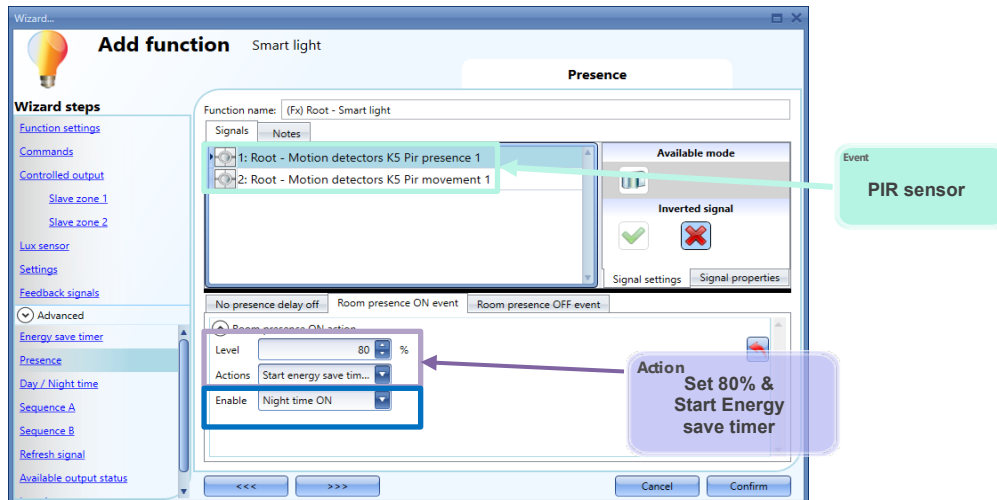 Wizard...
Add function Smart light
Presence
Wizard steps
Function settings
Commands
Controlled output
Slave zone 1
Slave zone 2
Lux sensor
Settings
Feedback signals
Advanced
Energy save timer
Presence
Day / Night time
Sequence A
Sequence B
Refresh signal
Available output status
Function name: (Fx) Root - Smart light
Signals Notes
1: Root - Motion detectors K5 Pir presence 1
2: Root - Motion detectors K5 Pir movement 1
Available mode
Inverted signal
Signal settings Signal properties
No presence delay off Room presence ON event Room presence OFF event
Room presence ON action
Level 80 %
Actions Start energy save tim...
Enable Night time ON
<<< >>> Cancel Confirm
Event
PIR sensor
Action
Set 80% &
Start Energy
save timer